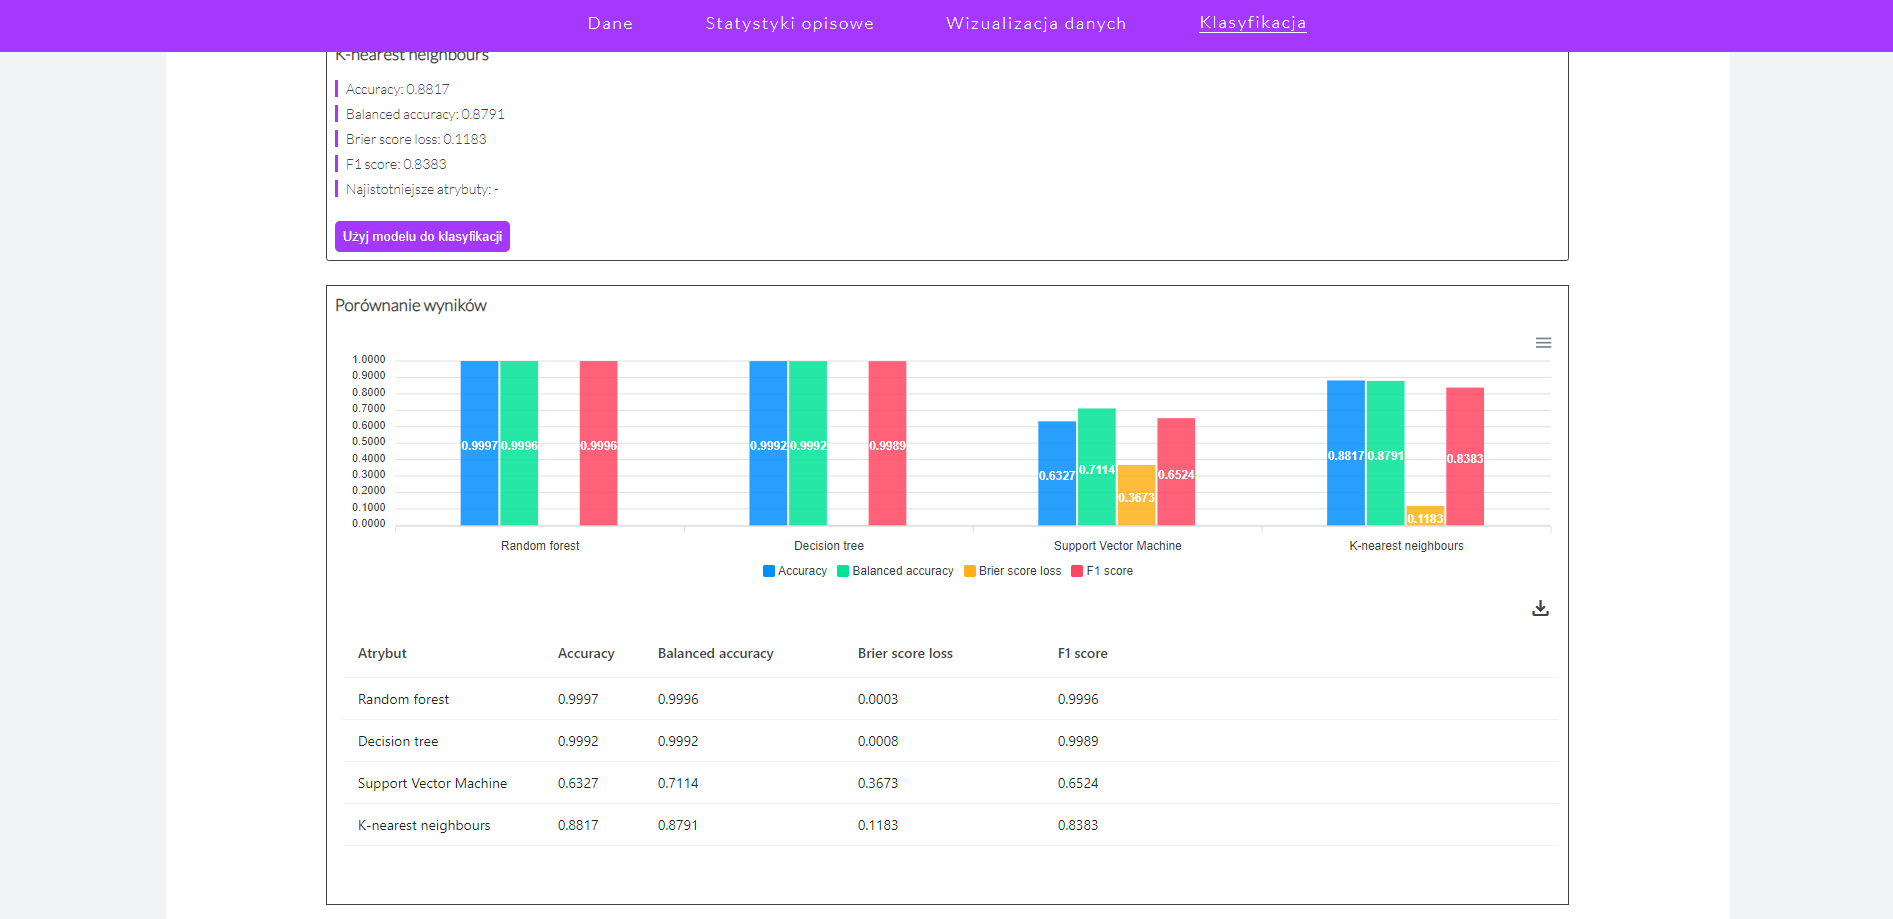 Dane Statystyki opisowe Wizualizacja danych Klasyfikacja
K-nearest neighbours
Accuracy: 0.8817
Balanced accuracy: 0.8791
Brier score loss: 0.1183
F1 score: 0.8383
Najistotniejsze atrybuty: -
Użyj modelu do klasyfikacji
Porównanie wyników
1.0000
0.9000
0.8000
0.7000
0.6000
0.5000
0.4000
0.3000
0.2000
0.1000
0.0000
0.9997 0.9996 0.9996
0.9992 0.9992 0.9989
0.6327 0.7114 0.3673 0.6524
0.8817 0.8791 0.1183 0.8383
Random forest Decision tree Support Vector Machine K-nearest neighbours
Accuracy Balanced accuracy Brier score loss F1 score
Atrybut Accuracy Balanced accuracy Brier score loss F1 score
Random forest 0.9997 0.9996 0.0003 0.9996
Decision tree 0.9992 0.9992 0.0008 0.9989
Support Vector Machine 0.6327 0.7114 0.3673 0.6524
K-nearest neighbours 0.8817 0.8791 0.1183 0.8383